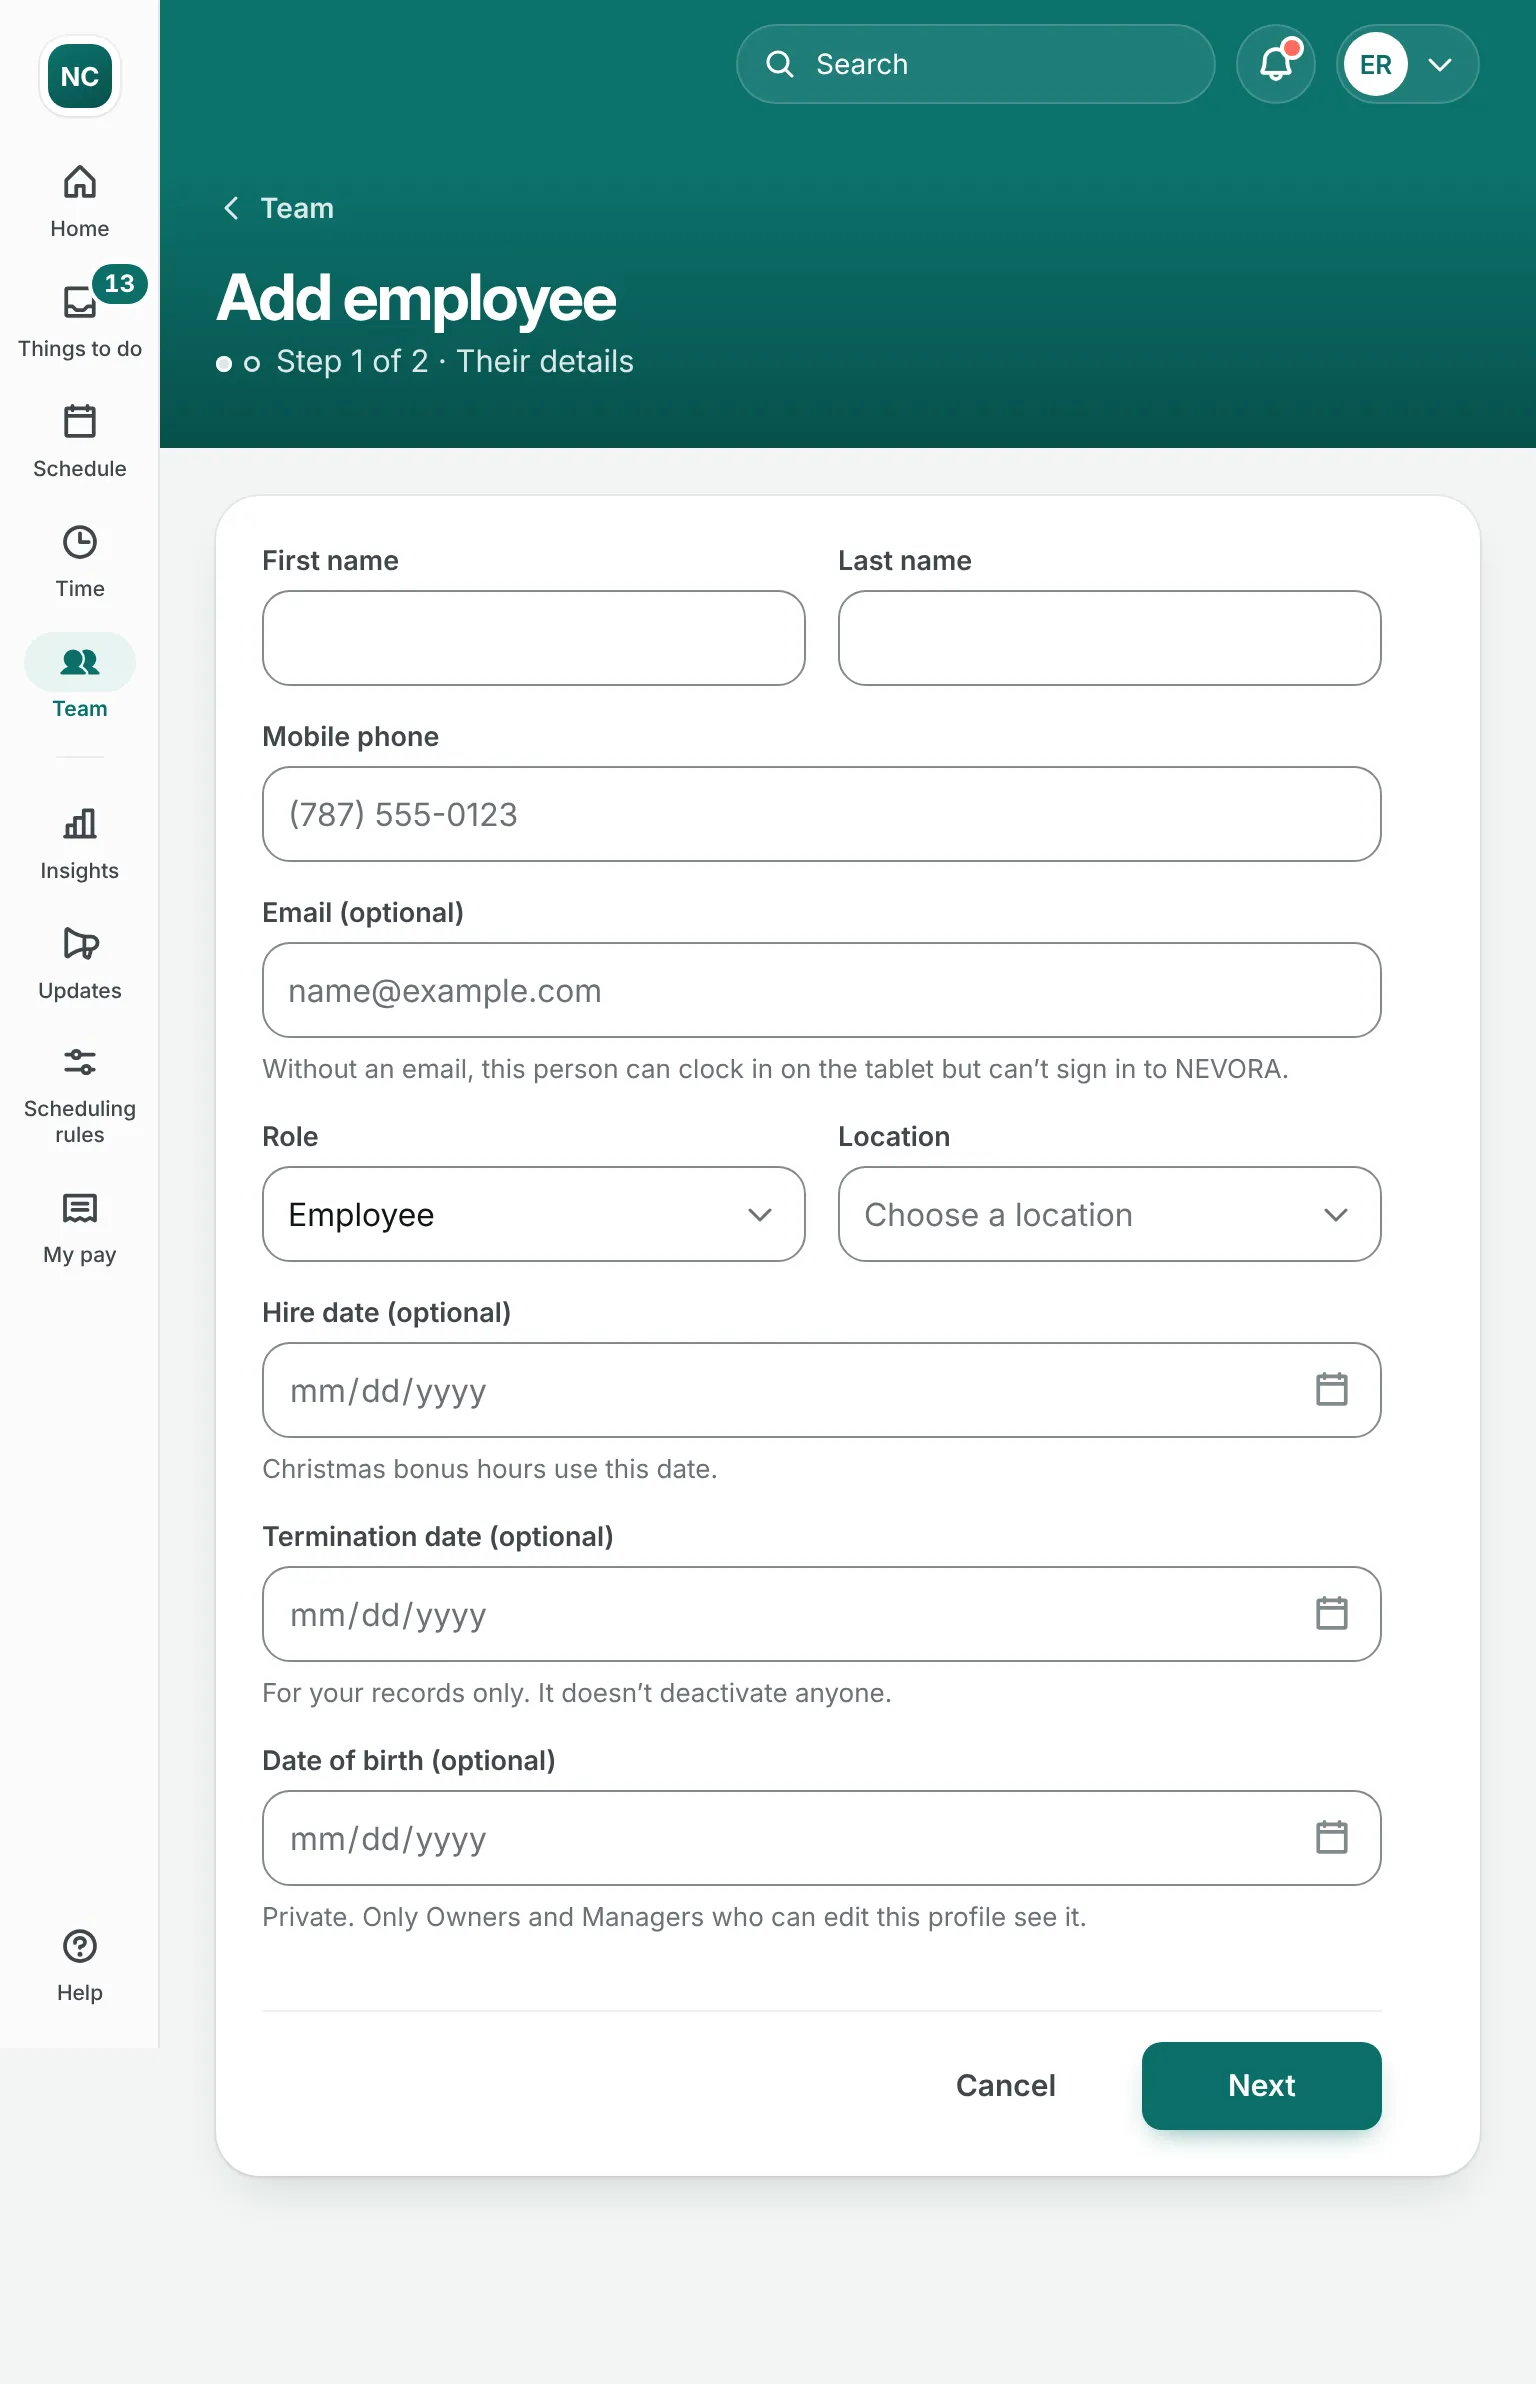 NC
Search
ER
Home
13
Things to do
Schedule
Time
Team
Insights
Updates
Scheduling
rules
My pay
Help
Team
Add employee
Step 1 of 2 · Their details
First name
Last name
Mobile phone
(787) 555-0123
Email (optional)
name@example.com
Without an email, this person can clock in on the tablet but can’t sign in to NEVORA.
Role
Location
Employee
Choose a location
Hire date (optional)
mm/dd/yyyy
Christmas bonus hours use this date.
Termination date (optional)
mm/dd/yyyy
For your records only. It doesn’t deactivate anyone.
Date of birth (optional)
mm/dd/yyyy
Private. Only Owners and Managers who can edit this profile see it.
Cancel
Next